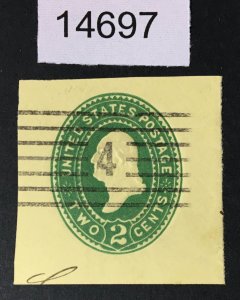 14697
UNITED STATES POSTAGE
4
TWO 2 CENTS